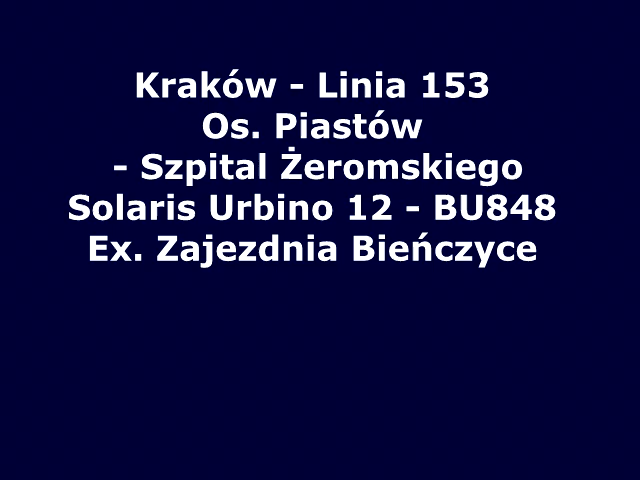 Kraków - Linia 153
Os. Piastów
- Szpital Żeromskiego
Solaris Urbino 12 - BU848
Ex. Zajezdnia Bieńczyce